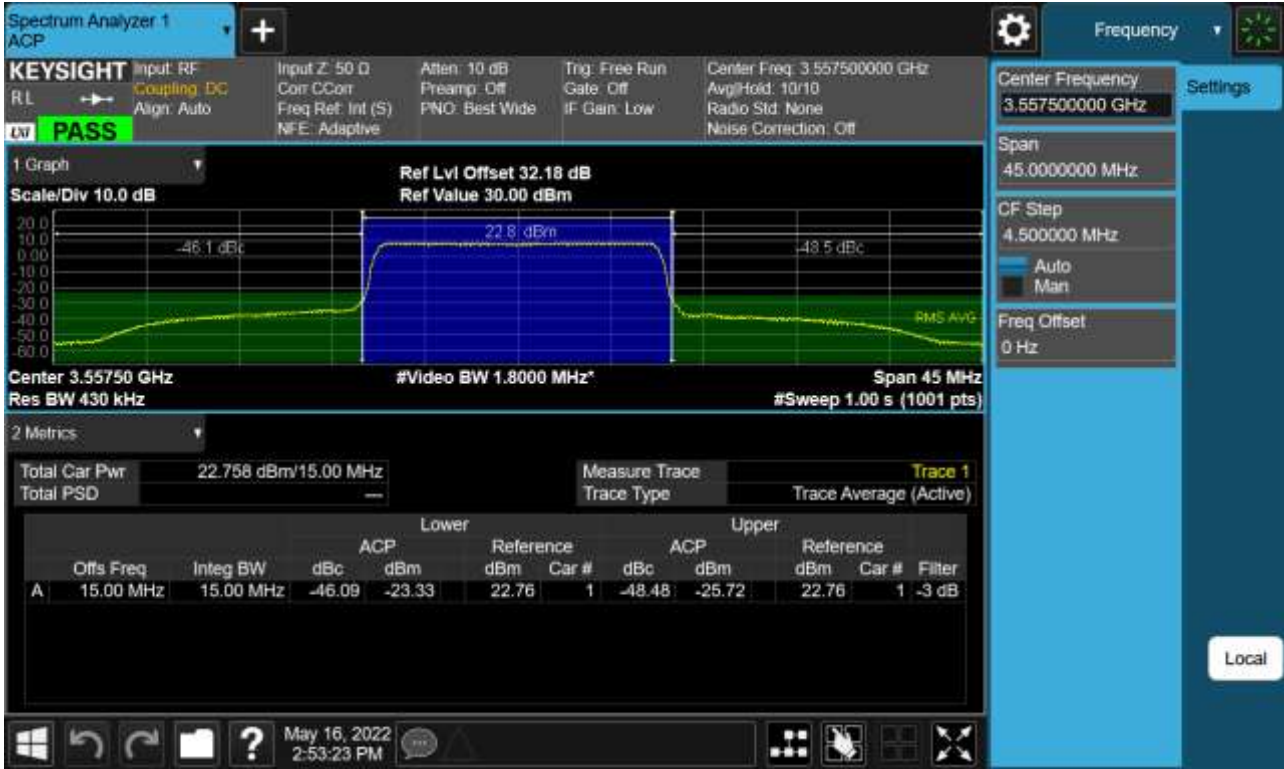 Spectrum Analyzer 1
ACP
Frequency
KEYSIGHT
RL
LXI
PASS
Input: RF
Coupling: DC
Align: Auto
Input Z: 50 Ω
Corr CCorr
Freq Ref: Int (S)
NFE: Adaptive
Atten: 10 dB
Preamp: Off
PNO: Best Wide
Trig: Free Run
Gate: Off
IF Gain: Low
Center Freq: 3.557500000 GHz
Avg|Hold: 10/10
Radio Std: None
Noise Correction: Off
1 Graph
Scale/Div 10.0 dB
Ref Lvl Offset 32.18 dB
Ref Value 30.00 dBm
20.0
10.0
0.00
-10.0
-20.0
-30.0
-40.0
-50.0
-60.0
-46.1 dBc
22.8 dBm
-48.5 dBc
RMS AVG
Center 3.55750 GHz
#Video BW 1.8000 MHz*
Span 45 MHz
Res BW 430 kHz
#Sweep 1.00 s (1001 pts)
2 Metrics
Total Car Pwr 22.758 dBm/15.00 MHz
Total PSD ---
Measure Trace Trace 1
Trace Type Trace Average (Active)
Lower Upper
ACP Reference ACP Reference
Offs Freq Integ BW dBc dBm dBm Car # dBc dBm dBm Car # Filter
A 15.00 MHz 15.00 MHz -46.09 -23.33 22.76 1 -48.48 -25.72 22.76 1 -3 dB
May 16, 2022
2:53:23 PM
Center Frequency
3.557500000 GHz
Span
45.0000000 MHz
CF Step
4.500000 MHz
Auto
Man
Freq Offset
0 Hz
Settings
Local